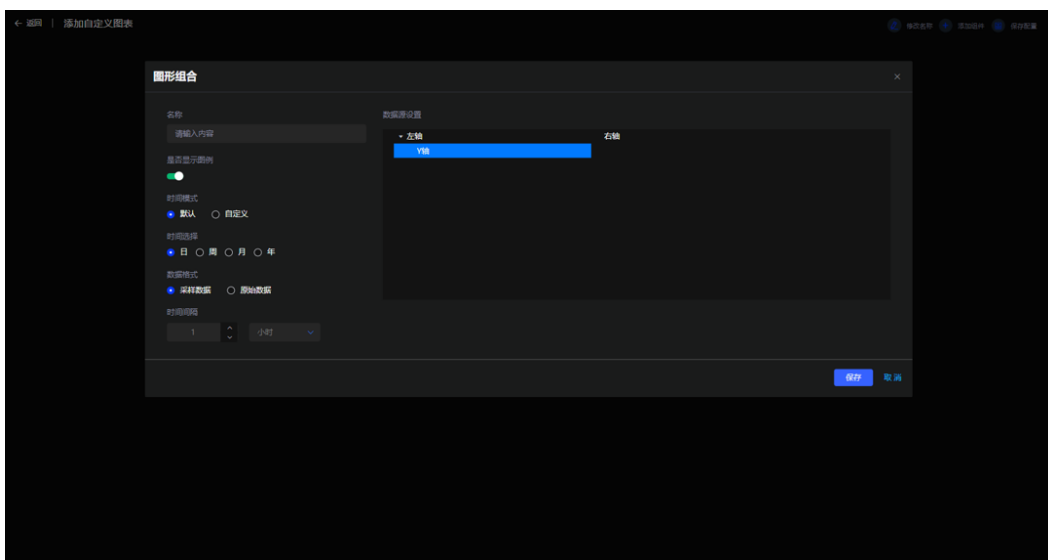 ← 返回 | 添加自定义图表
修改名称 添加组件 保存配置
图形组合 ×
名称
请输入内容
是否显示图例
时间模式
默认 自定义
时间选择
日 周 月 年
数据格式
采样数据 原始数据
时间间隔
1 小时
数据源设置
左轴 右轴
Y轴
保存 取消